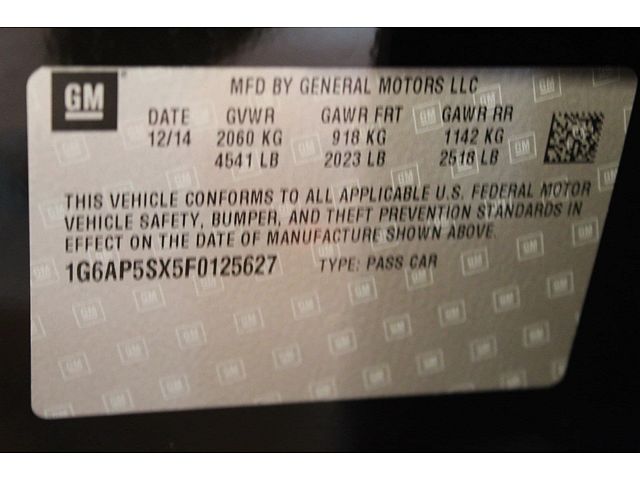 GM
MFD BY GENERAL MOTORS LLC
DATE GVWR GAWR FRT GAWR RR
12/14 2060 KG 918 KG 1142 KG
4541 LB 2023 LB 2518 LB
THIS VEHICLE CONFORMS TO ALL APPLICABLE U.S. FEDERAL MOTOR
VEHICLE SAFETY, BUMPER, AND THEFT PREVENTION STANDARDS IN
EFFECT ON THE DATE OF MANUFACTURE SHOWN ABOVE.
1G6AP5SX5F0125627 TYPE: PASS CAR